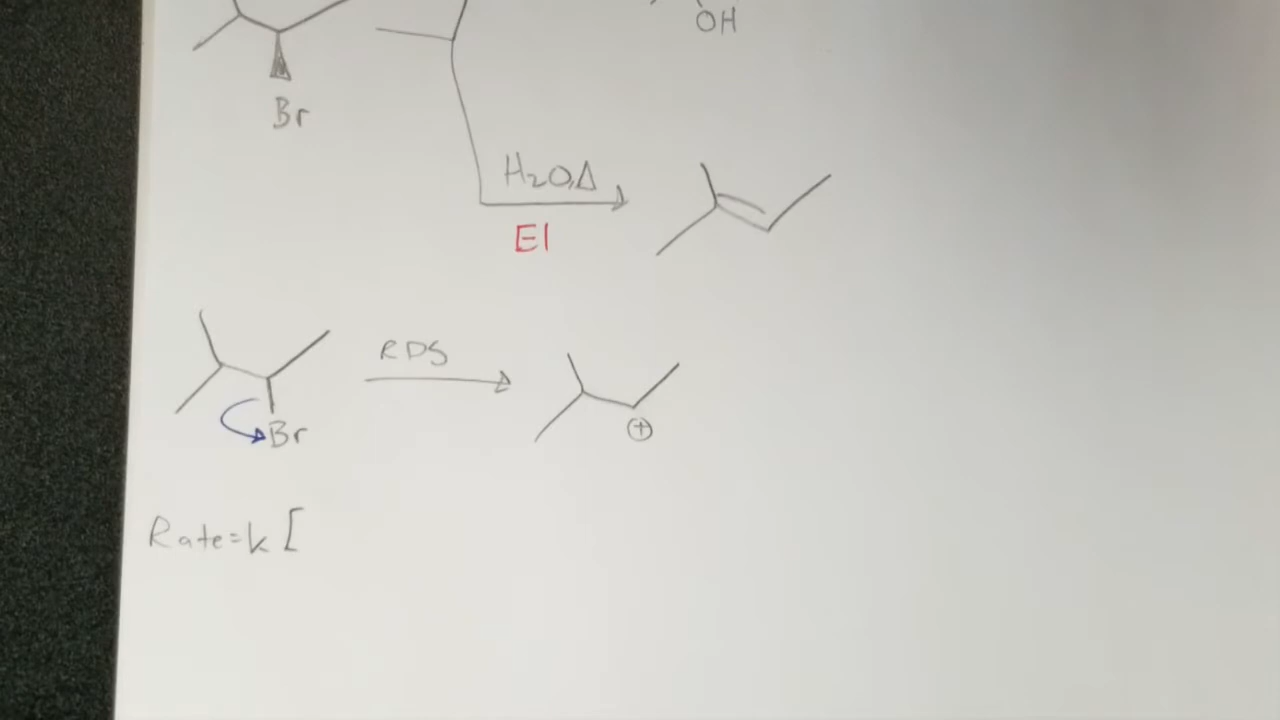 OH
Br
H₂O,Δ
E1
RDS
⊕
Br
Rate=k [